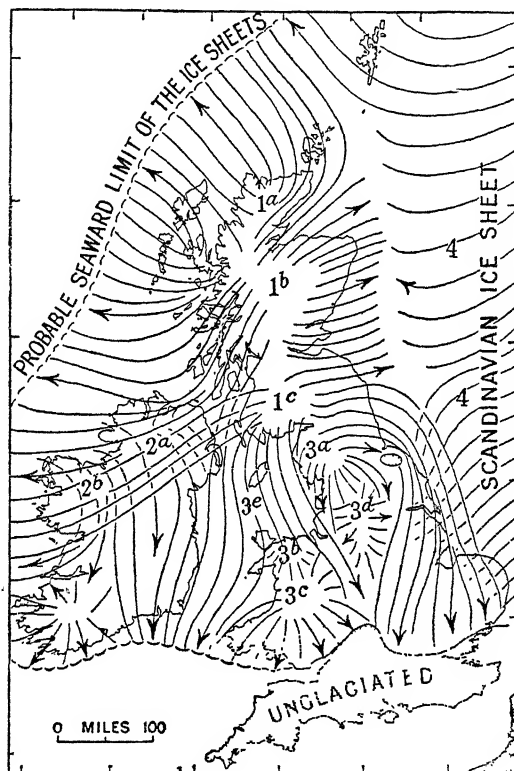 PROBABLE SEAWARD LIMIT OF THE ICE SHEETS
SCANDINAVIAN ICE SHEET
1a
4
1b
1c
4
2a
3a
2b
3e
3d
3b
3c
UNGLACIATED
0 MILES 100